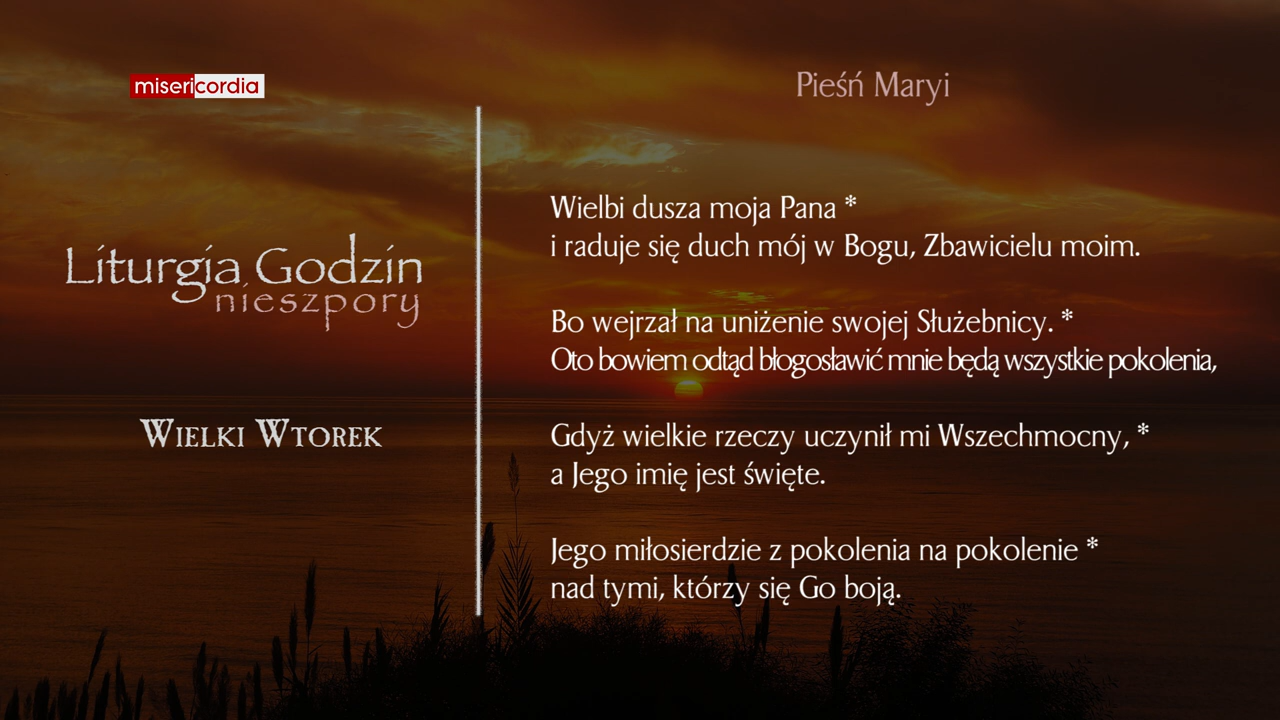 misericordia
Liturgia Godzin
nieszpory
Wielki Wtorek
Pieśń Maryi
Wielbi dusza moja Pana *
i raduje się duch mój w Bogu, Zbawicielu moim.
Bo wejrzał na uniżenie swojej Służebnicy. *
Oto bowiem odtąd błogosławić mnie będą wszystkie pokolenia,
Gdyż wielkie rzeczy uczynił mi Wszechmocny, *
a Jego imię jest święte.
Jego miłosierdzie z pokolenia na pokolenie *
nad tymi, którzy się Go boją.